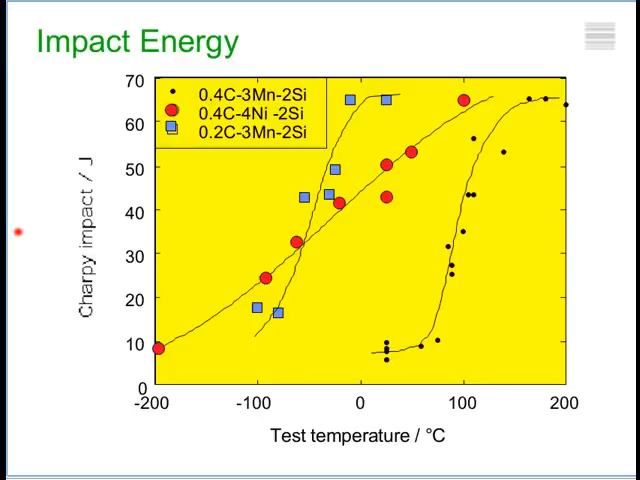 Impact Energy
70
60
50
40
30
20
10
0
Charpy impact / J
0.4C-3Mn-2Si
0.4C-4Ni -2Si
0.2C-3Mn-2Si
-200 -100 0 100 200
Test temperature / °C